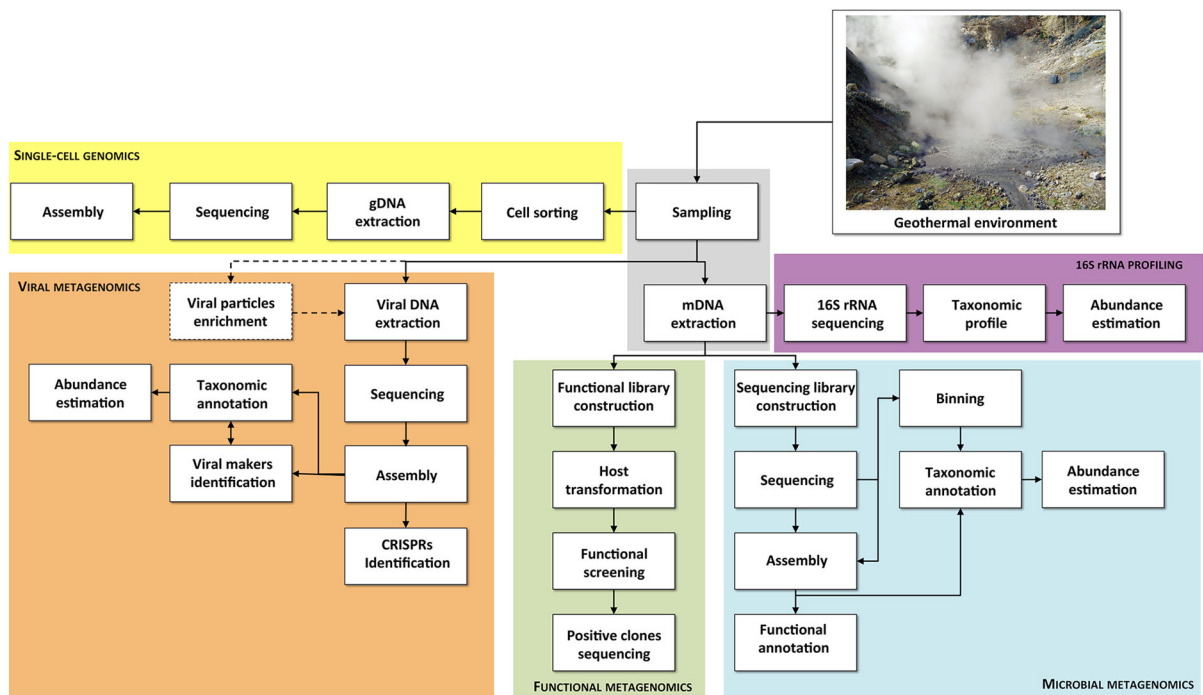 Geothermal environment
SINGLE-CELL GENOMICS
Assembly
Sequencing
gDNA
extraction
Cell sorting
Sampling
16S rRNA PROFILING
mDNA
extraction
16S rRNA
sequencing
Taxonomic
profile
Abundance
estimation
VIRAL METAGENOMICS
Viral particles
enrichment
Viral DNA
extraction
Sequencing
Abundance
estimation
Taxonomic
annotation
Viral makers
identification
Assembly
CRISPRs
Identification
Functional library
construction
Host
transformation
Functional
screening
Positive clones
sequencing
FUNCTIONAL METAGENOMICS
Sequencing library
construction
Binning
Sequencing
Taxonomic
annotation
Abundance
estimation
Assembly
Functional
annotation
MICROBIAL METAGENOMICS